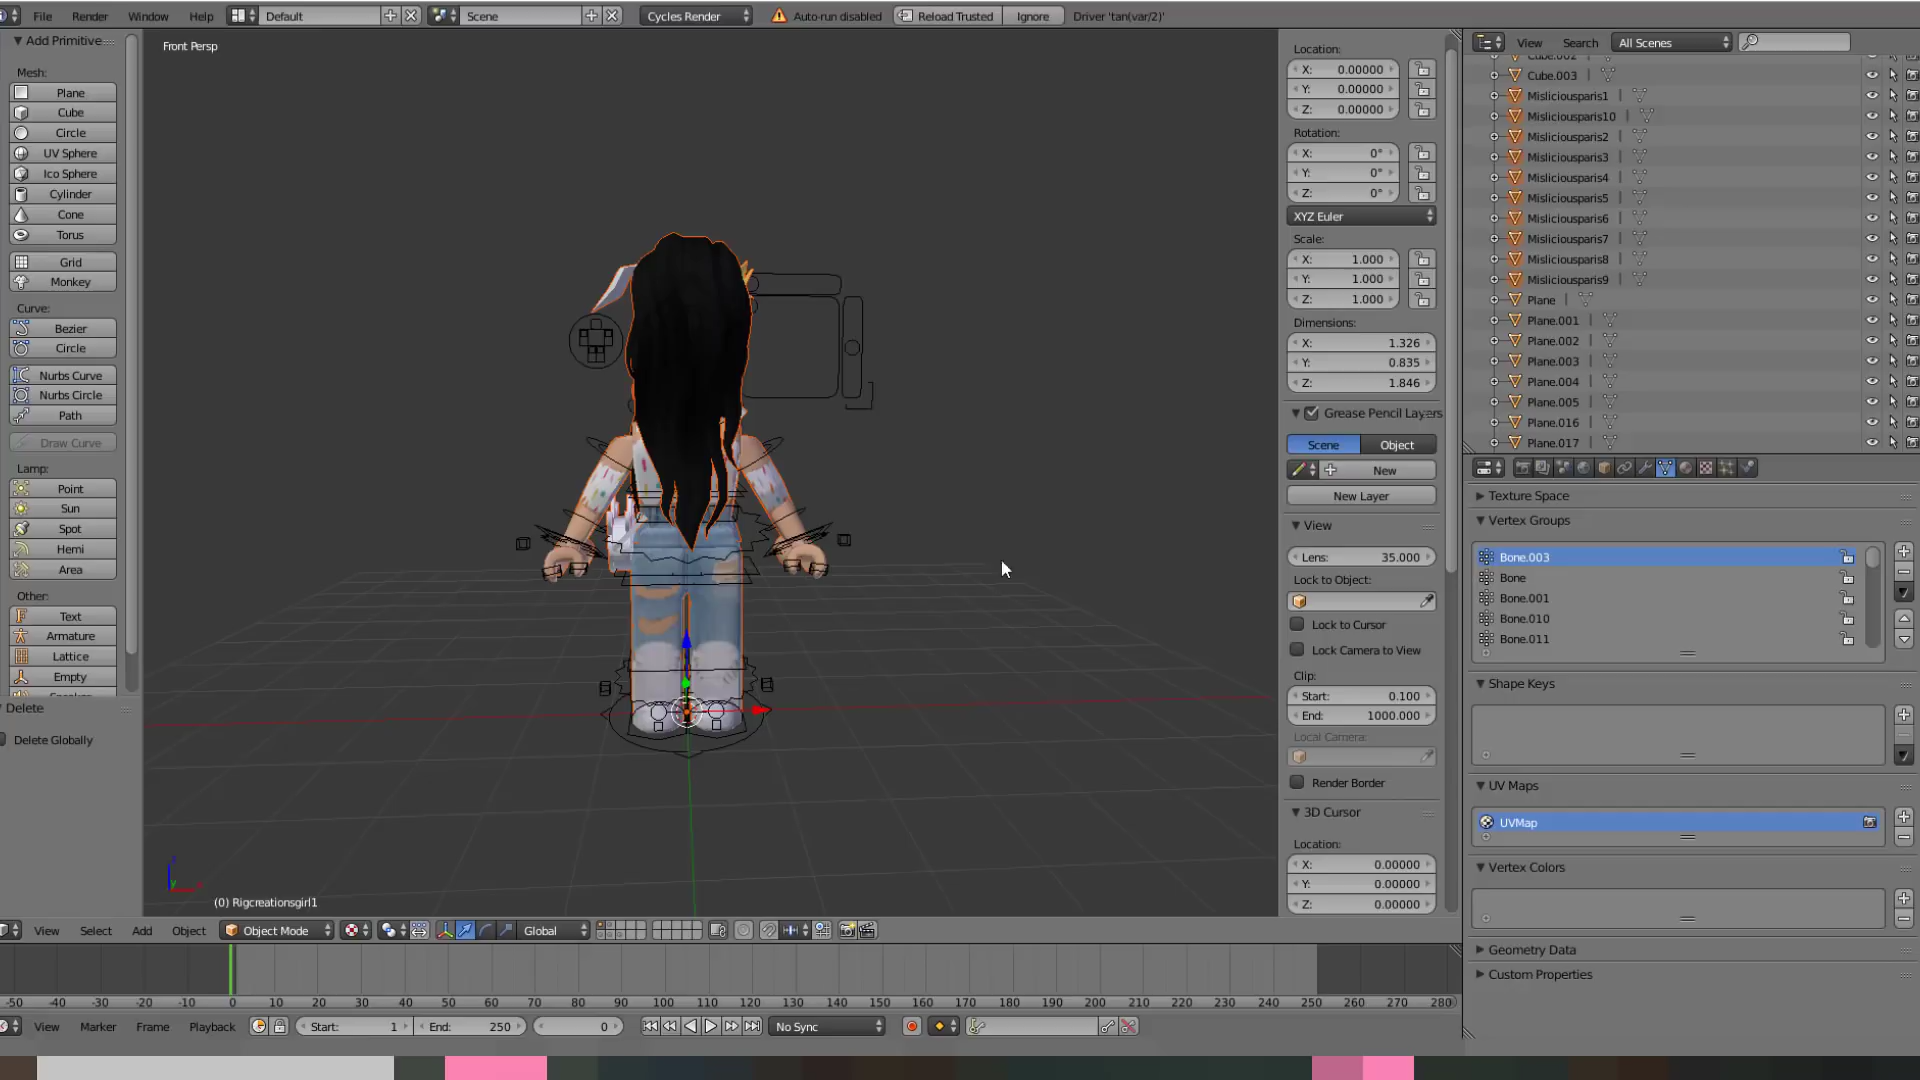 File Render Window Help Default Scene Cycles Render Auto-run disabled Reload Trusted Ignore Driver 'tan(var/2)'
Add Primitive
Mesh:
Plane
Cube
Circle
UV Sphere
Ico Sphere
Cylinder
Cone
Torus
Grid
Monkey
Curve:
Bezier
Circle
Nurbs Curve
Nurbs Circle
Path
Draw Curve
Lamp:
Point
Sun
Spot
Hemi
Area
Other:
Text
Armature
Lattice
Empty
Delete
Delete Globally
Front Persp
(0) Rigcreationsgirl1
Location:
X: 0.00000
Y: 0.00000
Z: 0.00000
Rotation:
X: 0°
Y: 0°
Z: 0°
XYZ Euler
Scale:
X: 1.000
Y: 1.000
Z: 1.000
Dimensions:
X: 1.326
Y: 0.835
Z: 1.846
Grease Pencil Layers
Scene Object
New
New Layer
View
Lens: 35.000
Lock to Object:
Lock to Cursor
Lock Camera to View
Clip:
Start: 0.100
End: 1000.000
Local Camera:
Render Border
3D Cursor
Location:
X: 0.00000
Y: 0.00000
Z: 0.00000
View Search All Scenes
Cube.002
Cube.003
Misliciousparis1
Misliciousparis10
Misliciousparis2
Misliciousparis3
Misliciousparis4
Misliciousparis5
Misliciousparis6
Misliciousparis7
Misliciousparis8
Misliciousparis9
Plane
Plane.001
Plane.002
Plane.003
Plane.004
Plane.005
Plane.016
Plane.017
Texture Space
Vertex Groups
Bone.003
Bone
Bone.001
Bone.010
Bone.011
Shape Keys
UV Maps
UVMap
Vertex Colors
Geometry Data
Custom Properties
View Select Add Object Object Mode Global
-50 -40 -30 -20 -10 0 10 20 30 40 50 60 70 80 90 100 110 120 130 140 150 160 170 180 190 200 210 220 230 240 250 260 270 280
View Marker Frame Playback Start: 1 End: 250 0 No Sync